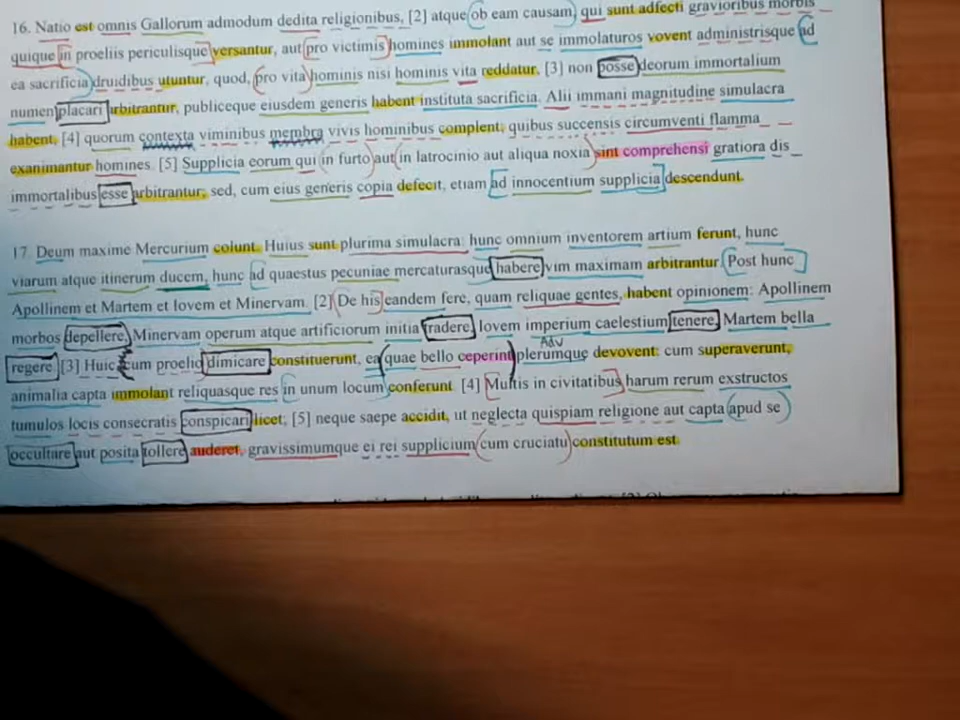 16. Natio est omnis Gallorum admodum dedita religionibus, [2] atque ob eam causam, qui sunt adfecti gravioribus morbis
quique in proeliis periculisque versantur, aut pro victimis homines immolant aut se immolaturos vovent administrisque ad
ea sacrificia druidibus utuntur, quod, pro vita hominis nisi hominis vita reddatur, [3] non posse deorum immortalium
numen placari arbitrantur, publiceque eiusdem generis habent instituta sacrificia. Alii immani magnitudine simulacra
habent, [4] quorum contexta viminibus membra vivis hominibus complent; quibus succensis circumventi flamma
exanimantur homines. [5] Supplicia eorum qui in furto aut in latrocinio aut aliqua noxia sint comprehensi gratiora dis
immortalibus esse arbitrantur; sed, cum eius generis copia defecit, etiam ad innocentium supplicia descendunt.
17. Deum maxime Mercurium colunt. Huius sunt plurima simulacra: hunc omnium inventorem artium ferunt, hunc
viarum atque itinerum ducem, hunc ad quaestus pecuniae mercaturasque habere vim maximam arbitrantur. Post hunc
Apollinem et Martem et Iovem et Minervam. [2] De his eandem fere, quam reliquae gentes, habent opinionem: Apollinem
morbos depellere, Minervam operum atque artificiorum initia tradere, Iovem imperium caelestium tenere, Martem bella
regere. [3] Huic, cum proelio dimicare constituerunt, ea quae bello ceperint plerumque devovent: cum superaverunt,
Adv
animalia capta immolant reliquasque res in unum locum conferunt. [4] Multis in civitatibus harum rerum exstructos
tumulos locis consecratis conspicari licet; [5] neque saepe accidit, ut neglecta quispiam religione aut capta apud se
occultare aut posita tollere auderet, gravissimumque ei rei supplicium cum cruciatu constitutum est.